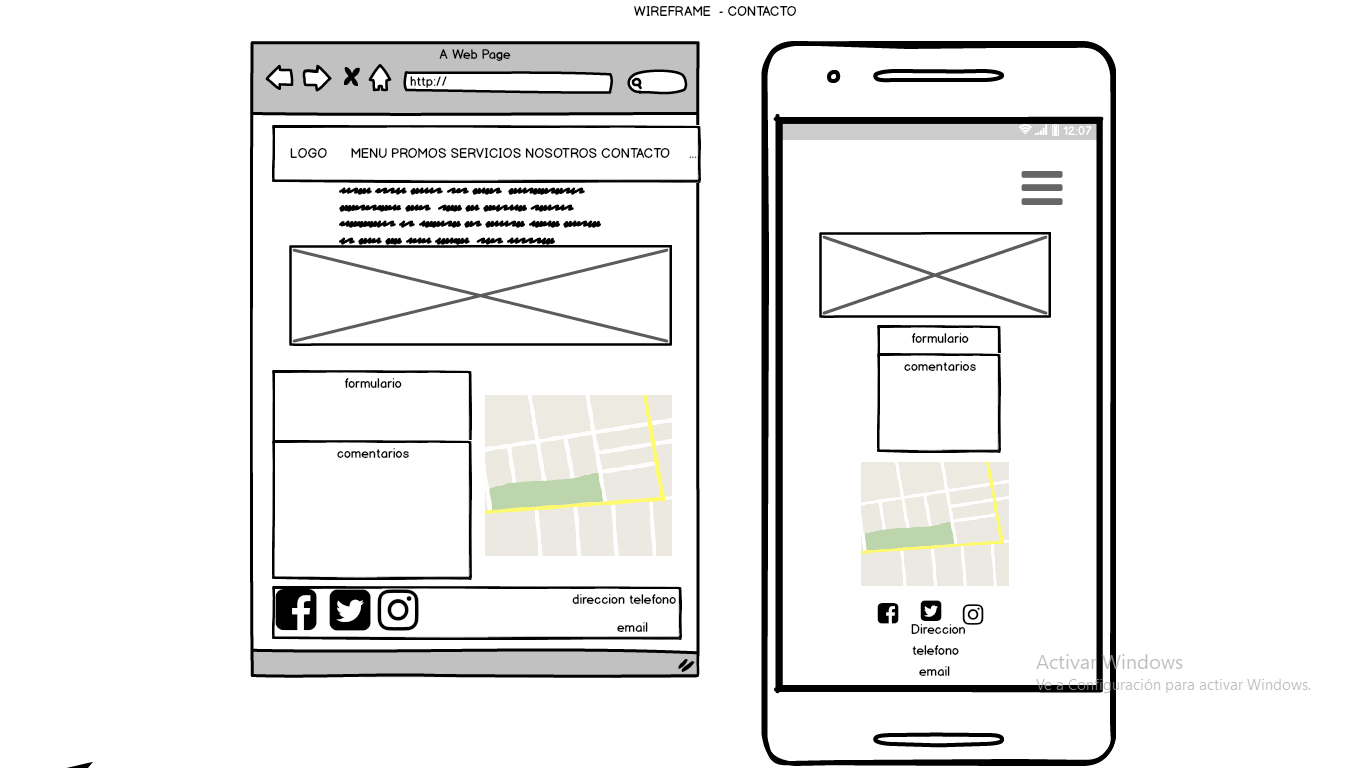 WIREFRAME - CONTACTO
A Web Page
http://
LOGO MENU PROMOS SERVICIOS NOSOTROS CONTACTO ...
formulario
comentarios
direccion telefono
email
12:07
formulario
comentarios
Direccion
telefono
email
Activar Windows
Ve a Configuración para activar Windows.